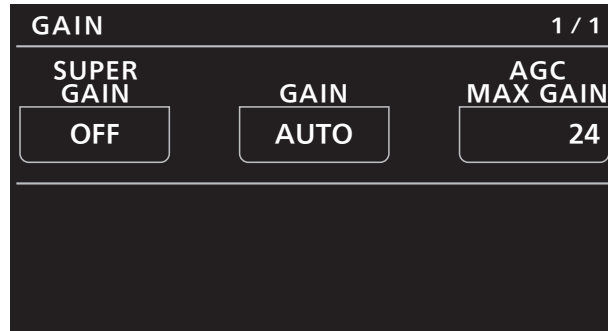 GAIN 1/1
SUPER GAIN
GAIN
AGC MAX GAIN
OFF
AUTO
24